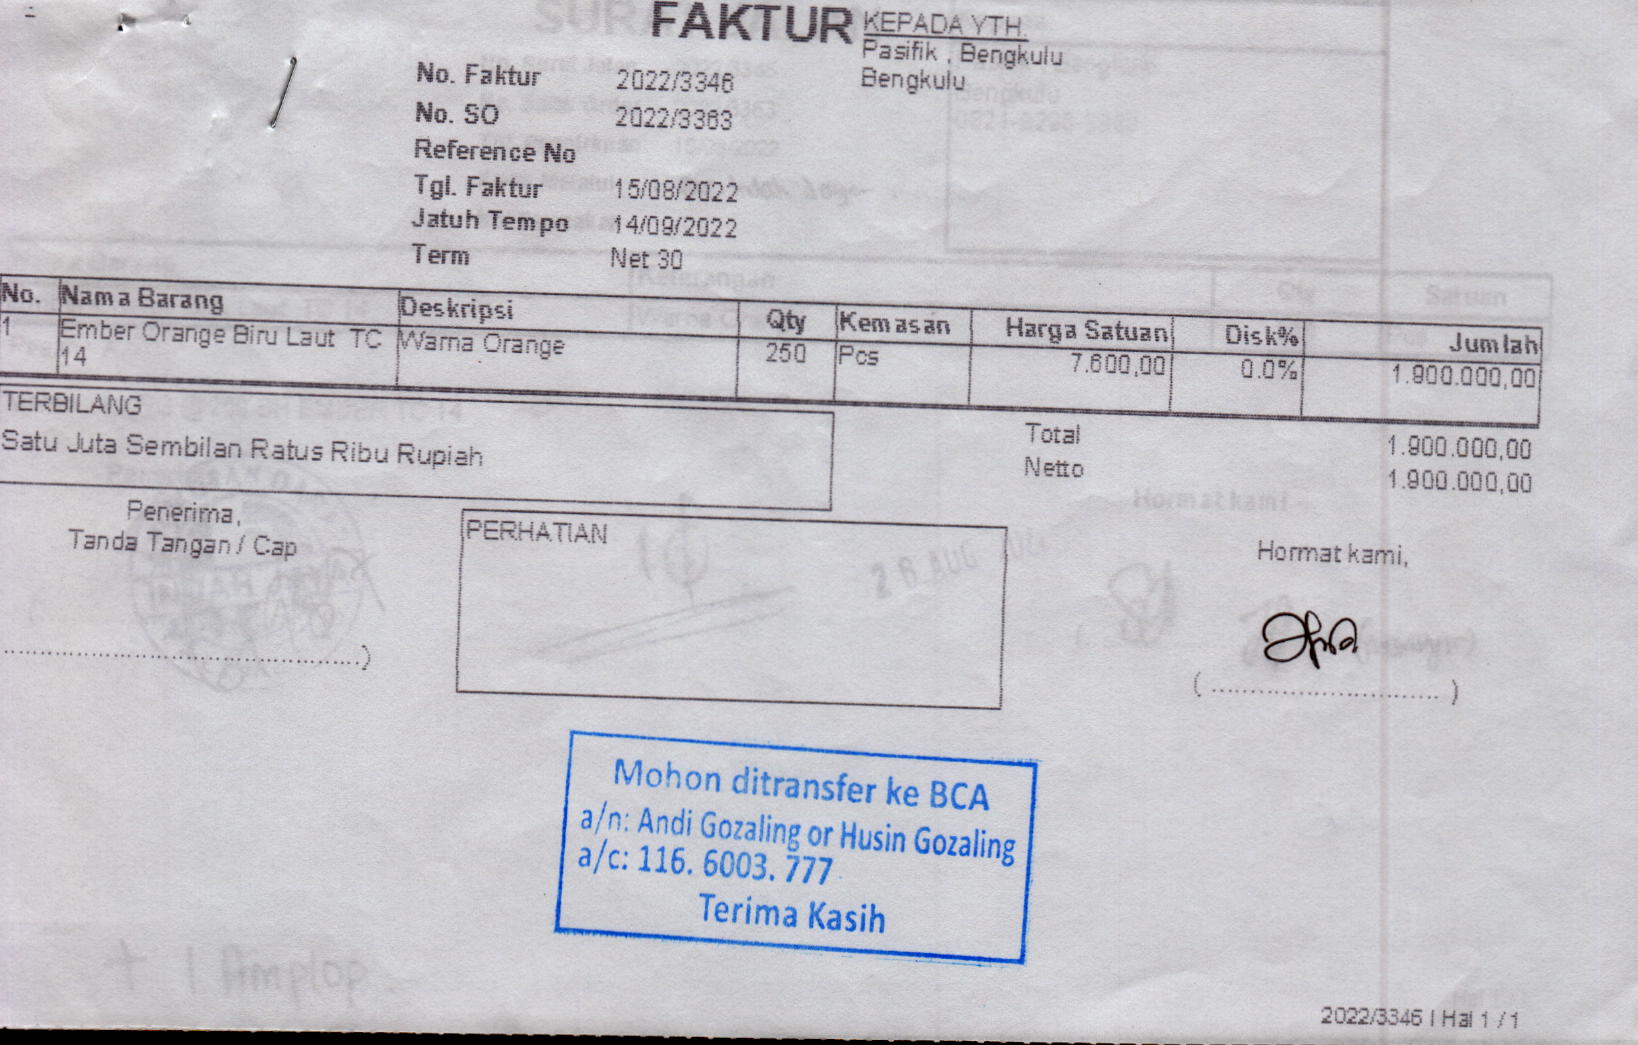 FAKTUR
KEPADA YTH.
Pasifik , Bengkulu
Bengkulu
No. Faktur 2022/3346
No. SO 2022/3363
Reference No
Tgl. Faktur 15/08/2022
Jatuh Tempo 14/09/2022
Term Net 30
No. Nama Barang Deskripsi Qty Kemasan Harga Satuan Disk% Jumlah
1 Ember Orange Biru Laut TC Warna Orange 250 Pcs 7.600,00 0.0% 1.900.000,00
14
TERBILANG
Satu Juta Sembilan Ratus Ribu Rupiah
Total 1.900.000,00
Netto 1.900.000,00
Penerima,
Tanda Tangan / Cap
PERHATIAN
Hormat kami,
..............................................)
( ............................. )
Mohon ditransfer ke BCA
a/n: Andi Gozaling or Husin Gozaling
a/c: 116. 6003. 777
Terima Kasih
+ 1 Amplop
2022/3346 | Hal 1 / 1